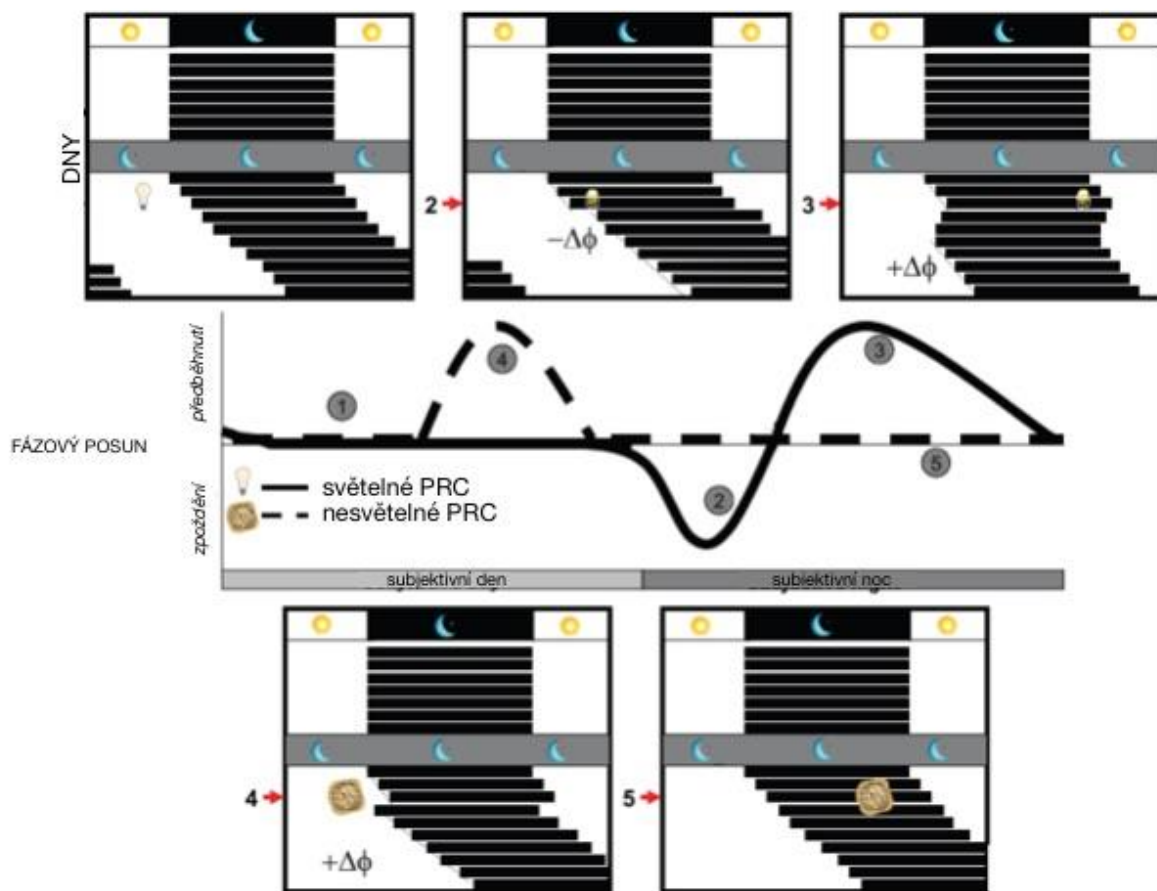 DNY
2
−Δϕ
3
+Δϕ
předběhnutí
FÁZOVÝ POSUN
zpoždění
1
4
2
3
5
světelné PRC
nesvětelné PRC
subjektivní den
subjektivní noc
4
+Δϕ
5